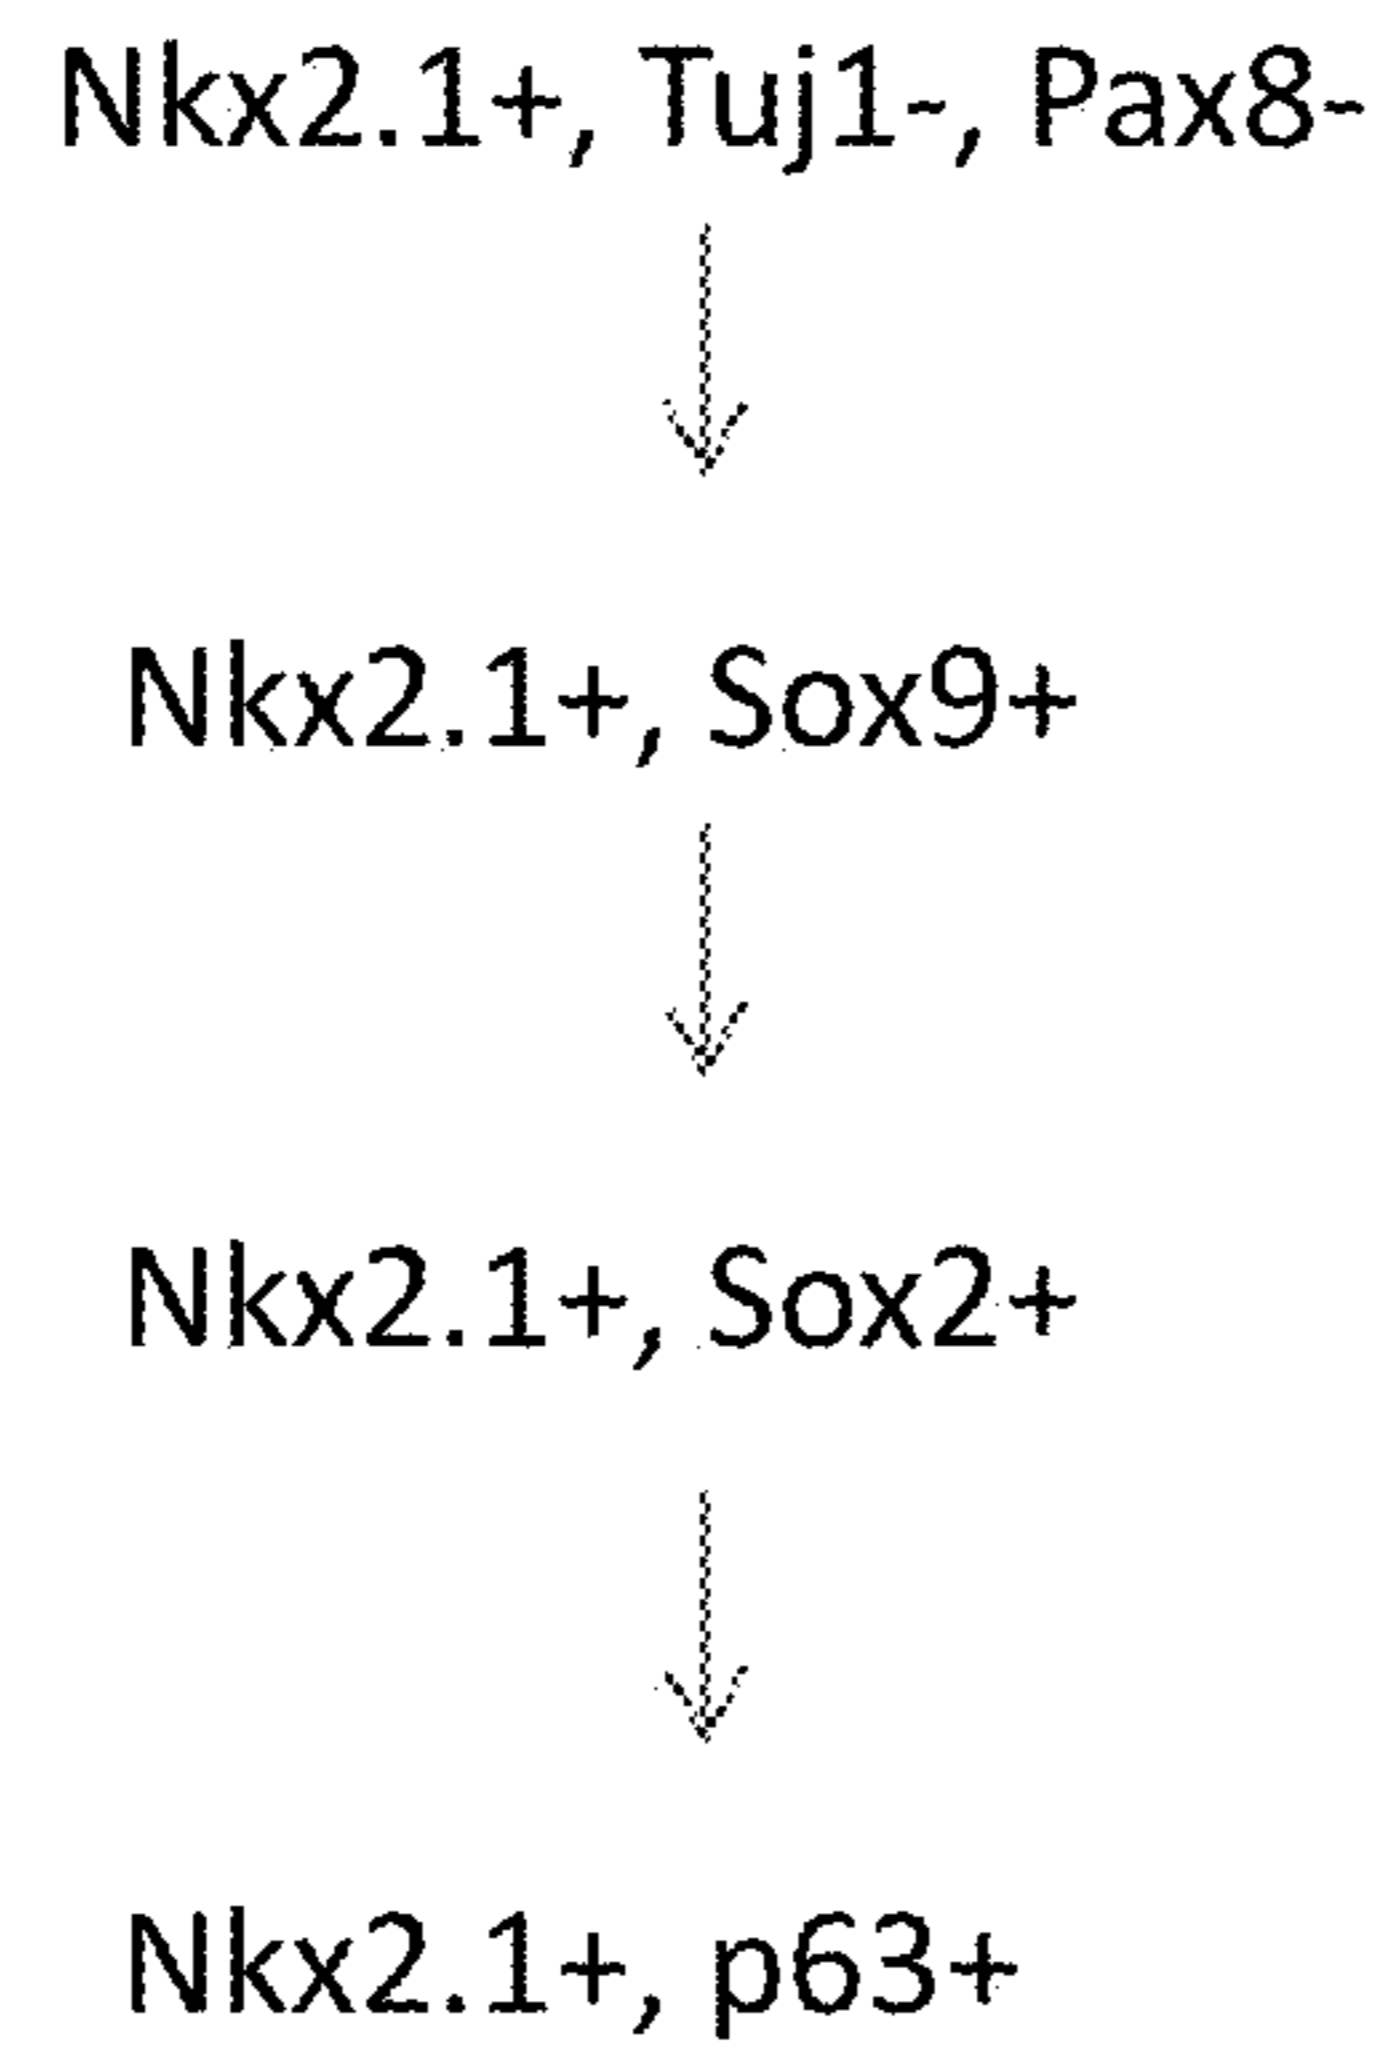 Nkx2.1+, Tuj1-, Pax8-
Nkx2.1+, Sox9+
Nkx2.1+, Sox2+
Nkx2.1+, p63+